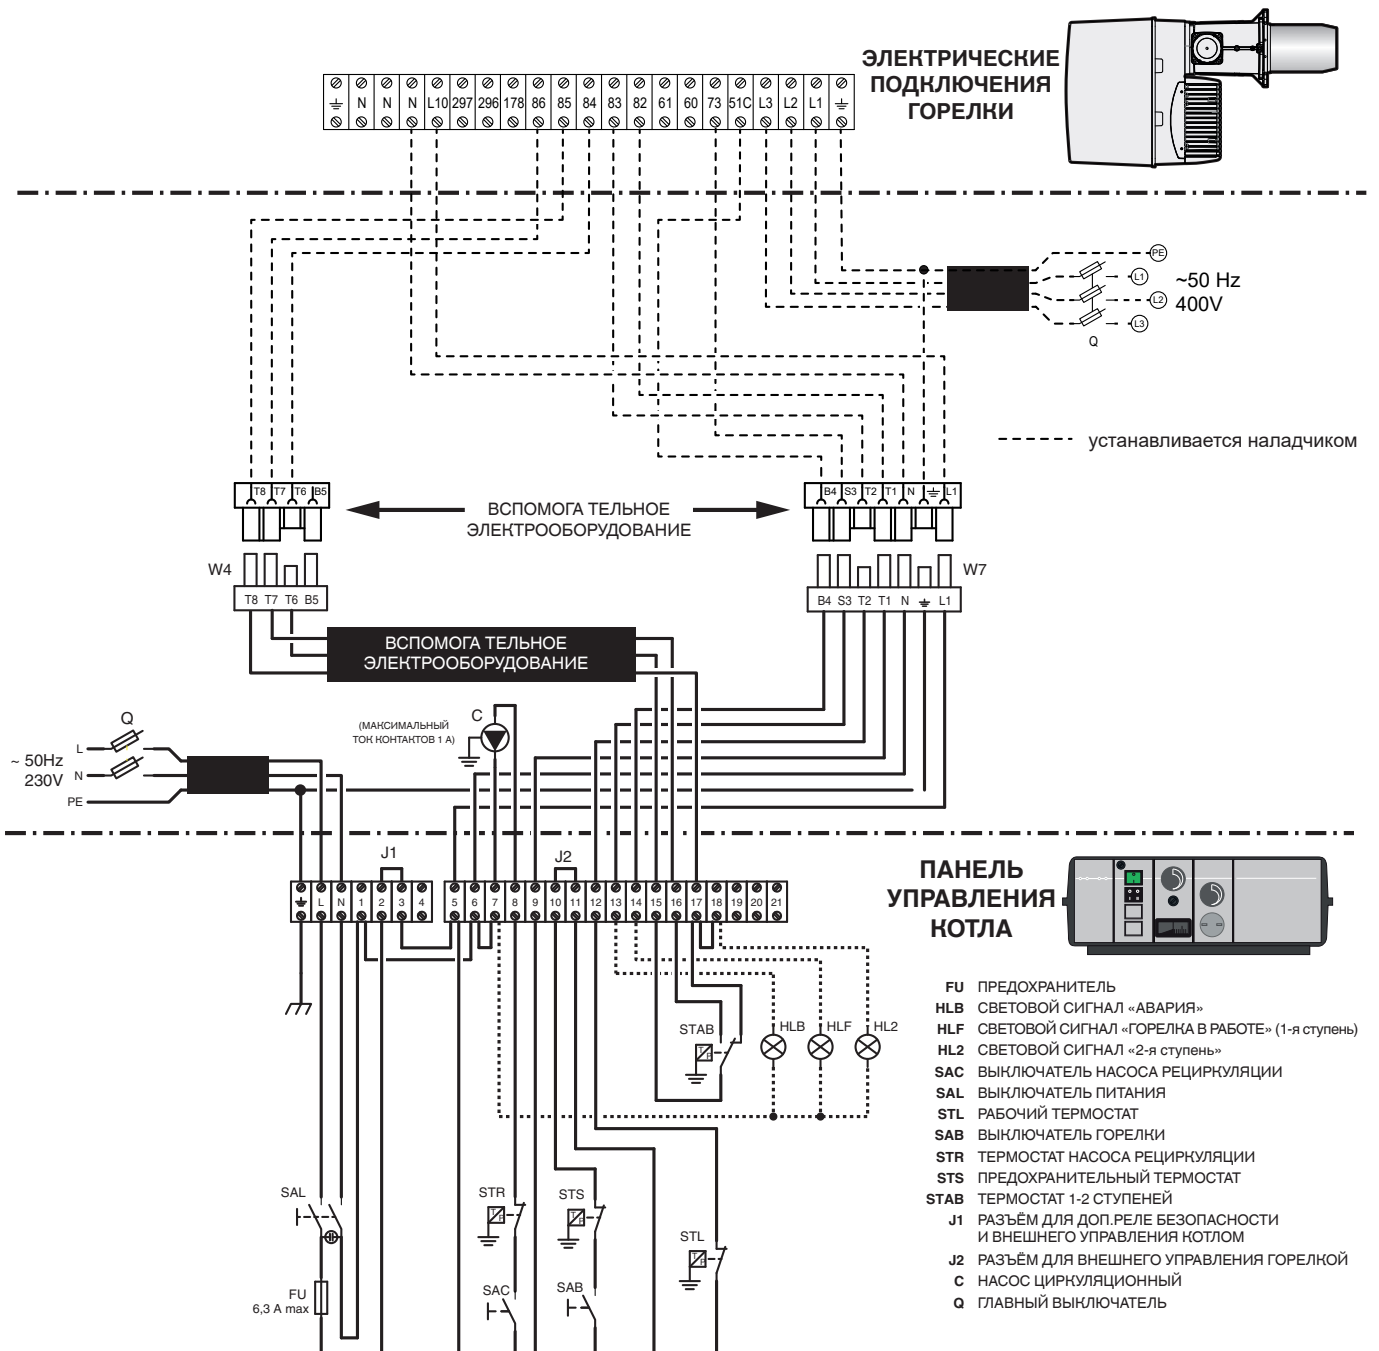 ЭЛЕКТРИЧЕСКИЕ
ПОДКЛЮЧЕНИЯ
ГОРЕЛКИ
N N N L10 297 296 178 86 85 84 83 82 61 60 73 51C L3 L2 L1
PE
L1
L2
L3
~50 Hz
400V
Q
устанавливается наладчиком
T8 T7 T6 B5
ВСПОМОГА ТЕЛЬНОЕ
ЭЛЕКТРООБОРУДОВАНИЕ
B4 S3 T2 T1 N L1
W4
W7
T8 T7 T6 B5
B4 S3 T2 T1 N L1
ВСПОМОГА ТЕЛЬНОЕ
ЭЛЕКТРООБОРУДОВАНИЕ
Q
C
(МАКСИМАЛЬНЫЙ
ТОК КОНТАКТОВ 1 А)
~ 50Hz
230V
L
N
PE
J1
J2
L N 1 2 3 4
5 6 7 8 9 10 11 12 13 14 15 16 17 18 19 20 21
ПАНЕЛЬ
УПРАВЛЕНИЯ
КОТЛА
STAB
HLB
HLF
HL2
SAL
STR
STS
STL
FU
6,3 A max
SAC
SAB
FU ПРЕДОХРАНИТЕЛЬ
HLB СВЕТОВОЙ СИГНАЛ «АВАРИЯ»
HLF СВЕТОВОЙ СИГНАЛ «ГОРЕЛКА В РАБОТЕ» (1-я ступень)
HL2 СВЕТОВОЙ СИГНАЛ «2-я ступень»
SAC ВЫКЛЮЧАТЕЛЬ НАСОСА РЕЦИРКУЛЯЦИИ
SAL ВЫКЛЮЧАТЕЛЬ ПИТАНИЯ
STL РАБОЧИЙ ТЕРМОСТАТ
SAB ВЫКЛЮЧАТЕЛЬ ГОРЕЛКИ
STR ТЕРМОСТАТ НАСОСА РЕЦИРКУЛЯЦИИ
STS ПРЕДОХРАНИТЕЛЬНЫЙ ТЕРМОСТАТ
STAB ТЕРМОСТАТ 1-2 СТУПЕНЕЙ
J1 РАЗЪЁМ ДЛЯ ДОП.РЕЛЕ БЕЗОПАСНОСТИ
И ВНЕШНЕГО УПРАВЛЕНИЯ КОТЛОМ
J2 РАЗЪЁМ ДЛЯ ВНЕШНЕГО УПРАВЛЕНИЯ ГОРЕЛКОЙ
C НАСОС ЦИРКУЛЯЦИОННЫЙ
Q ГЛАВНЫЙ ВЫКЛЮЧАТЕЛЬ